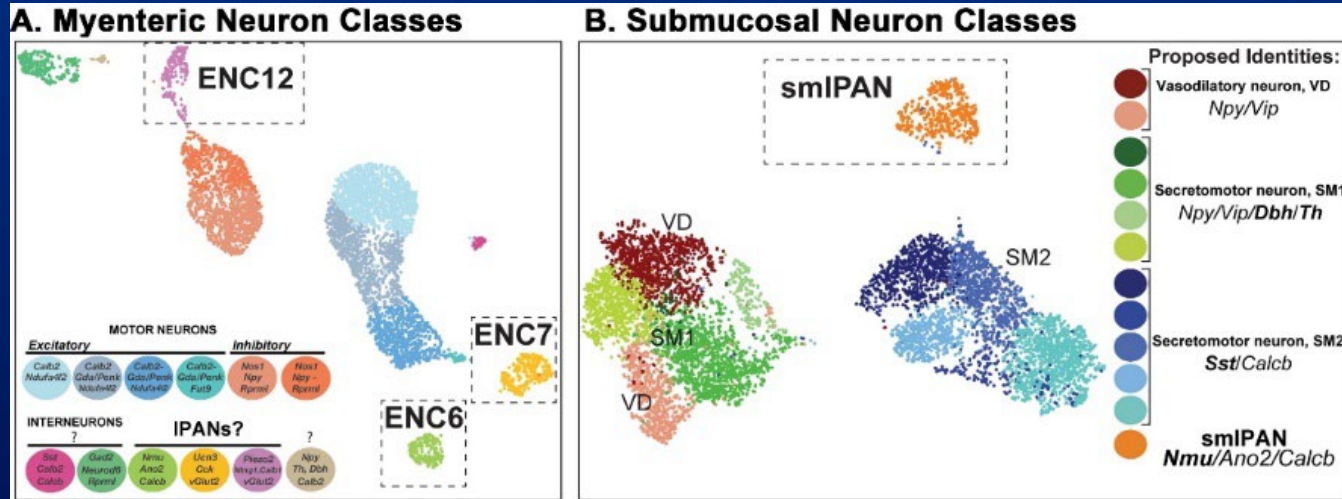 A. Myenteric Neuron Classes
ENC12
ENC7
ENC6
MOTOR NEURONS
Excitatory
Inhibitory
Calb2
Ndufa4l2
Calb2
Gda/Penk
Ndufa4l2
Calb2-
Gda/Penk
Ndufa4l2
Calb2-
Gda/Penk
Fut9
Nos1
Npy
Rprml
Nos1
Npy -
Rprml
INTERNEURONS
?
IPANs?
?
Sst
Calb2
Calcb
Gad2
Neurod6
Rprml
Nmu
Ano2
Calcb
Ucn3
Cck
vGlut2
Piezo2
Nmg1,Calb1
vGlut2
Npy
Th, Dbh
Calb2
B. Submucosal Neuron Classes
smIPAN
VD
SM1
VD
SM2
Proposed Identities:
Vasodilatory neuron, VD
Npy/Vip
Secretomotor neuron, SM1
Npy/Vip/Dbh/Th
Secretomotor neuron, SM2
Sst/Calcb
smIPAN
Nmu/Ano2/Calcb